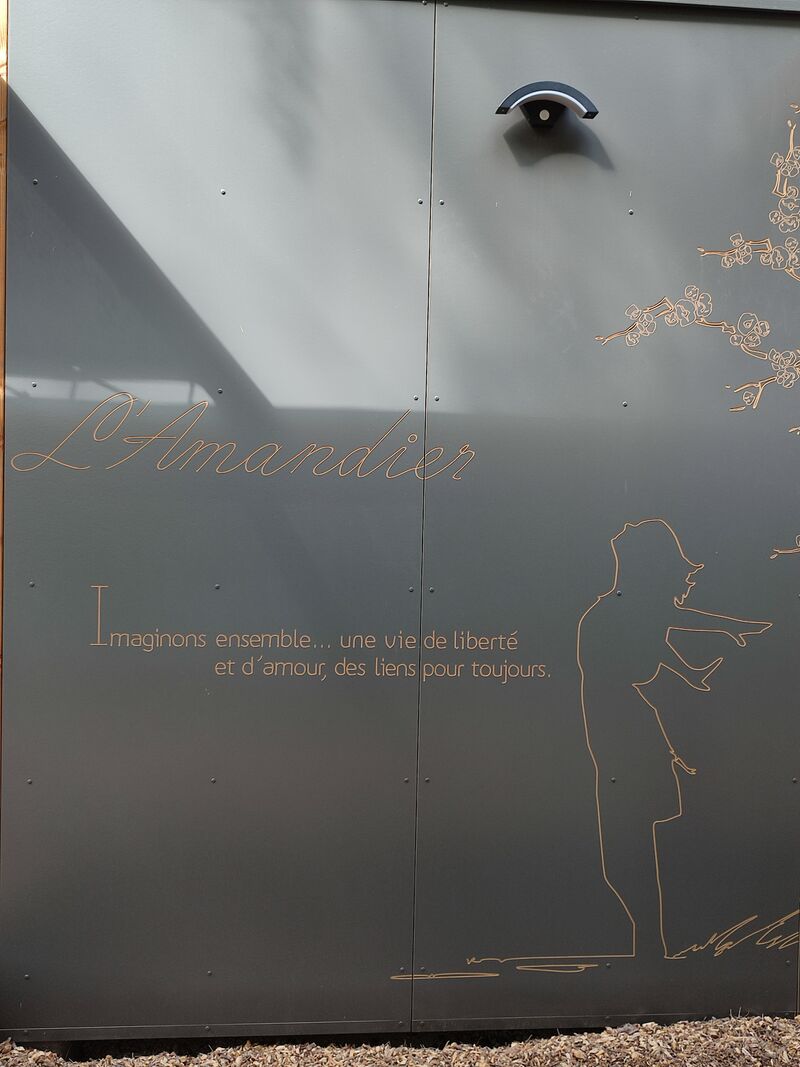 L'Amandier
Imaginons ensemble... une vie de liberté
et d'amour, des liens pour toujours.